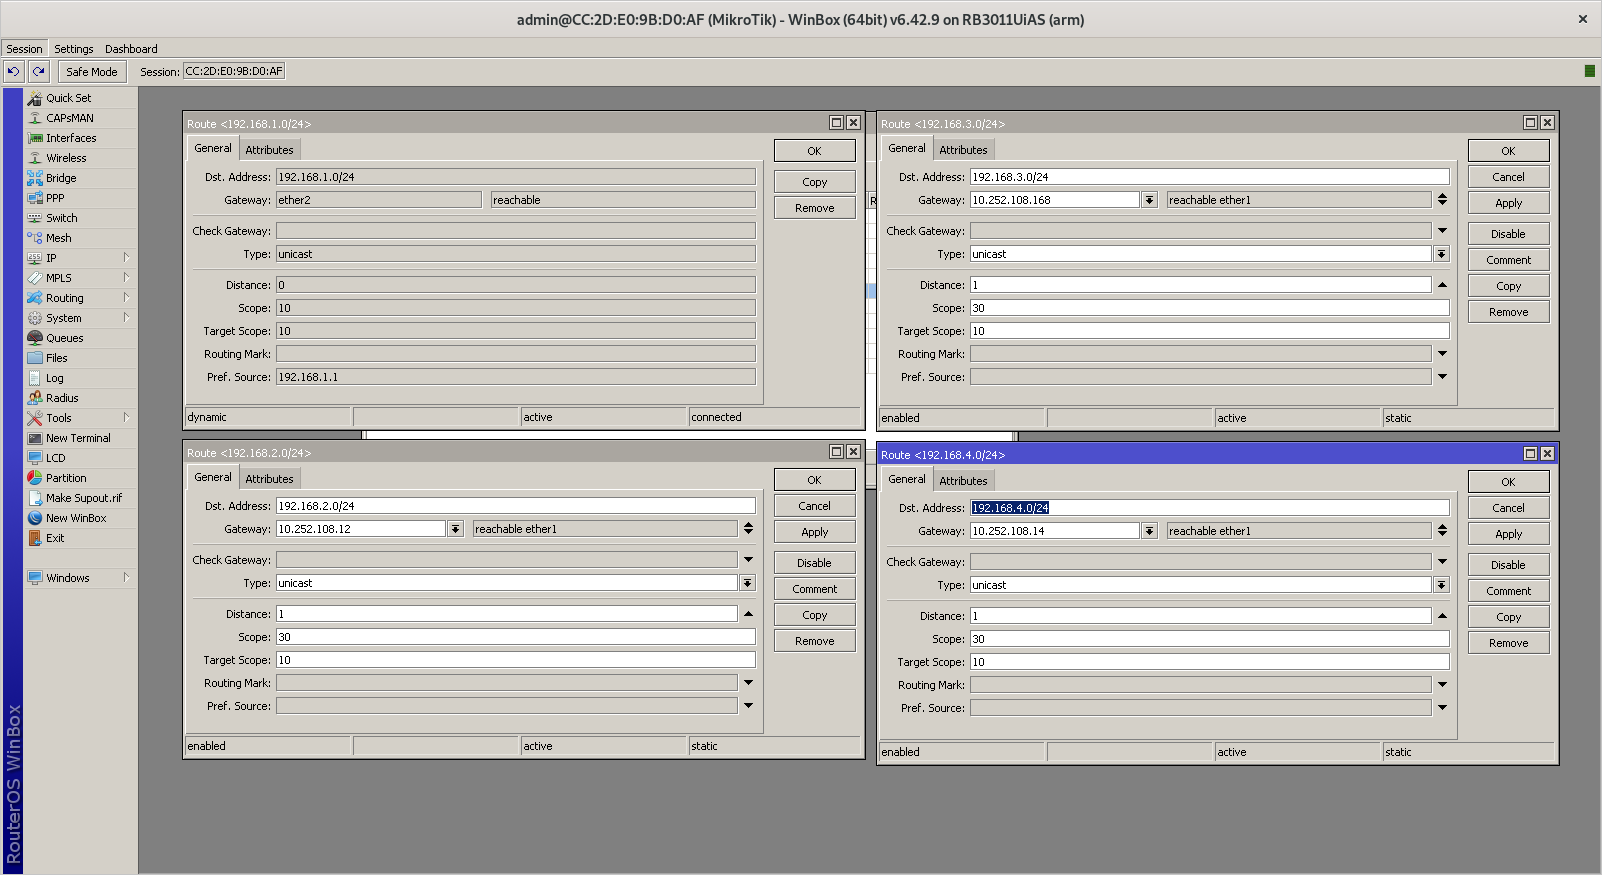 admin@CC:2D:E0:9B:D0:AF (MikroTik) - WinBox (64bit) v6.42.9 on RB3011UiAS (arm)
Session Settings Dashboard
Safe Mode Session: CC:2D:E0:9B:D0:AF
Quick Set
CAPsMAN
Interfaces
Wireless
Bridge
PPP
Switch
Mesh
IP
MPLS
Routing
System
Queues
Files
Log
Radius
Tools
New Terminal
LCD
Partition
Make Supout.rif
New WinBox
Exit
Windows
RouterOS WinBox
Route <192.168.1.0/24>
General Attributes
Dst. Address: 192.168.1.0/24
Gateway: ether2 reachable
Check Gateway:
Type: unicast
Distance: 0
Scope: 10
Target Scope: 10
Routing Mark:
Pref. Source: 192.168.1.1
OK
Copy
Remove
dynamic active connected
R
Route <192.168.3.0/24>
General Attributes
Dst. Address: 192.168.3.0/24
Gateway: 10.252.108.168 reachable ether1
Check Gateway:
Type: unicast
Distance: 1
Scope: 30
Target Scope: 10
Routing Mark:
Pref. Source:
OK
Cancel
Apply
Disable
Comment
Copy
Remove
enabled active static
Route <192.168.2.0/24>
General Attributes
Dst. Address: 192.168.2.0/24
Gateway: 10.252.108.12 reachable ether1
Check Gateway:
Type: unicast
Distance: 1
Scope: 30
Target Scope: 10
Routing Mark:
Pref. Source:
OK
Cancel
Apply
Disable
Comment
Copy
Remove
enabled active static
Route <192.168.4.0/24>
General Attributes
Dst. Address: 192.168.4.0/24
Gateway: 10.252.108.14 reachable ether1
Check Gateway:
Type: unicast
Distance: 1
Scope: 30
Target Scope: 10
Routing Mark:
Pref. Source:
OK
Cancel
Apply
Disable
Comment
Copy
Remove
enabled active static